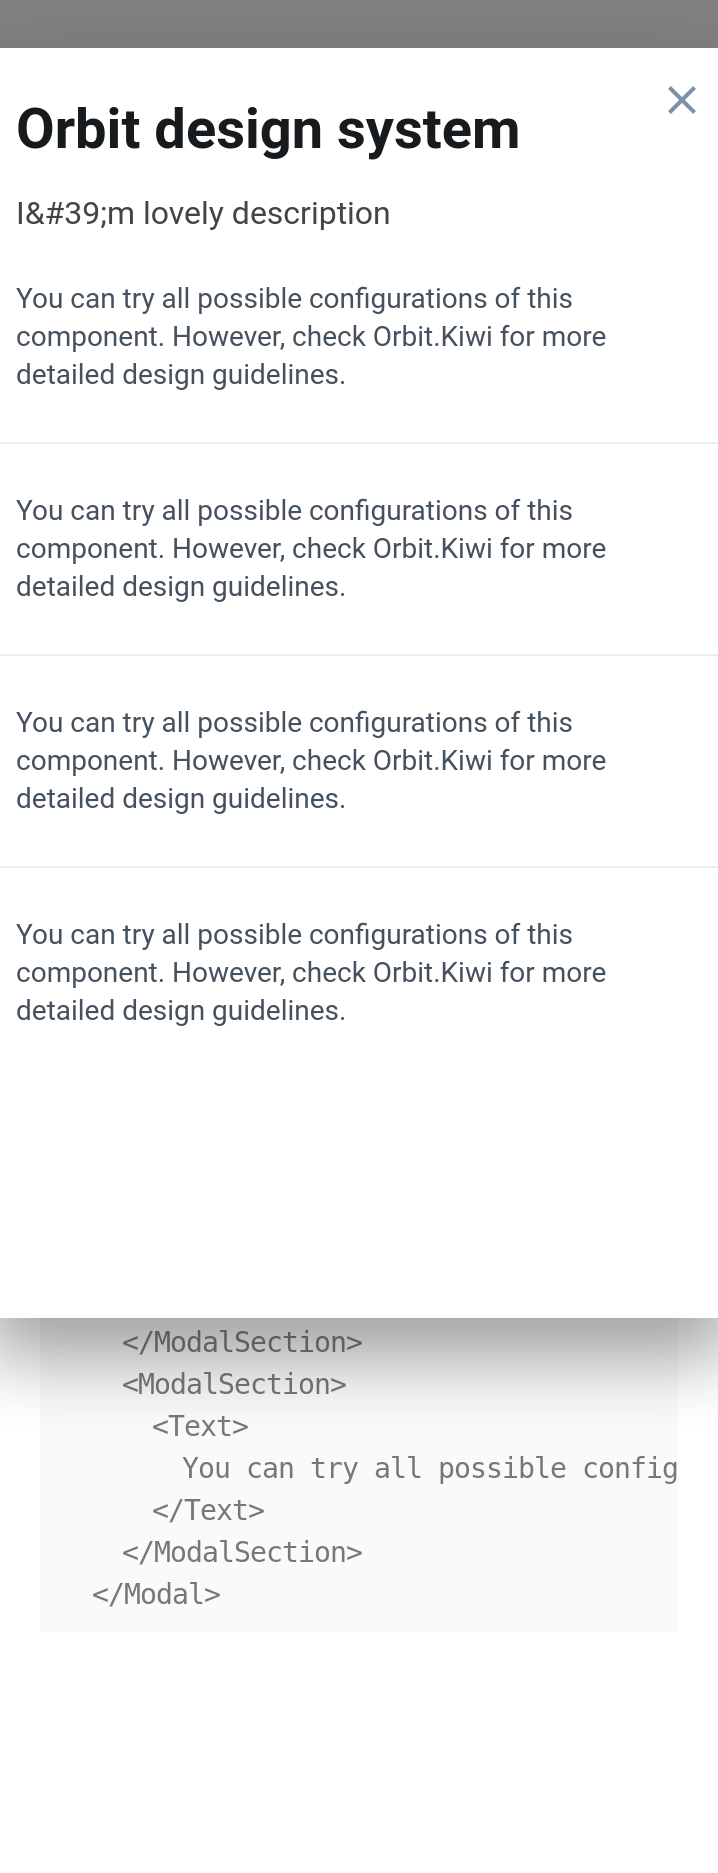 Orbit design system
I&#39;m lovely description
You can try all possible configurations of this
component. However, check Orbit.Kiwi for more
detailed design guidelines.
You can try all possible configurations of this
component. However, check Orbit.Kiwi for more
detailed design guidelines.
You can try all possible configurations of this
component. However, check Orbit.Kiwi for more
detailed design guidelines.
You can try all possible configurations of this
component. However, check Orbit.Kiwi for more
detailed design guidelines.
</ModalSection>
<ModalSection>
<Text>
You can try all possible config
</Text>
</ModalSection>
</Modal>